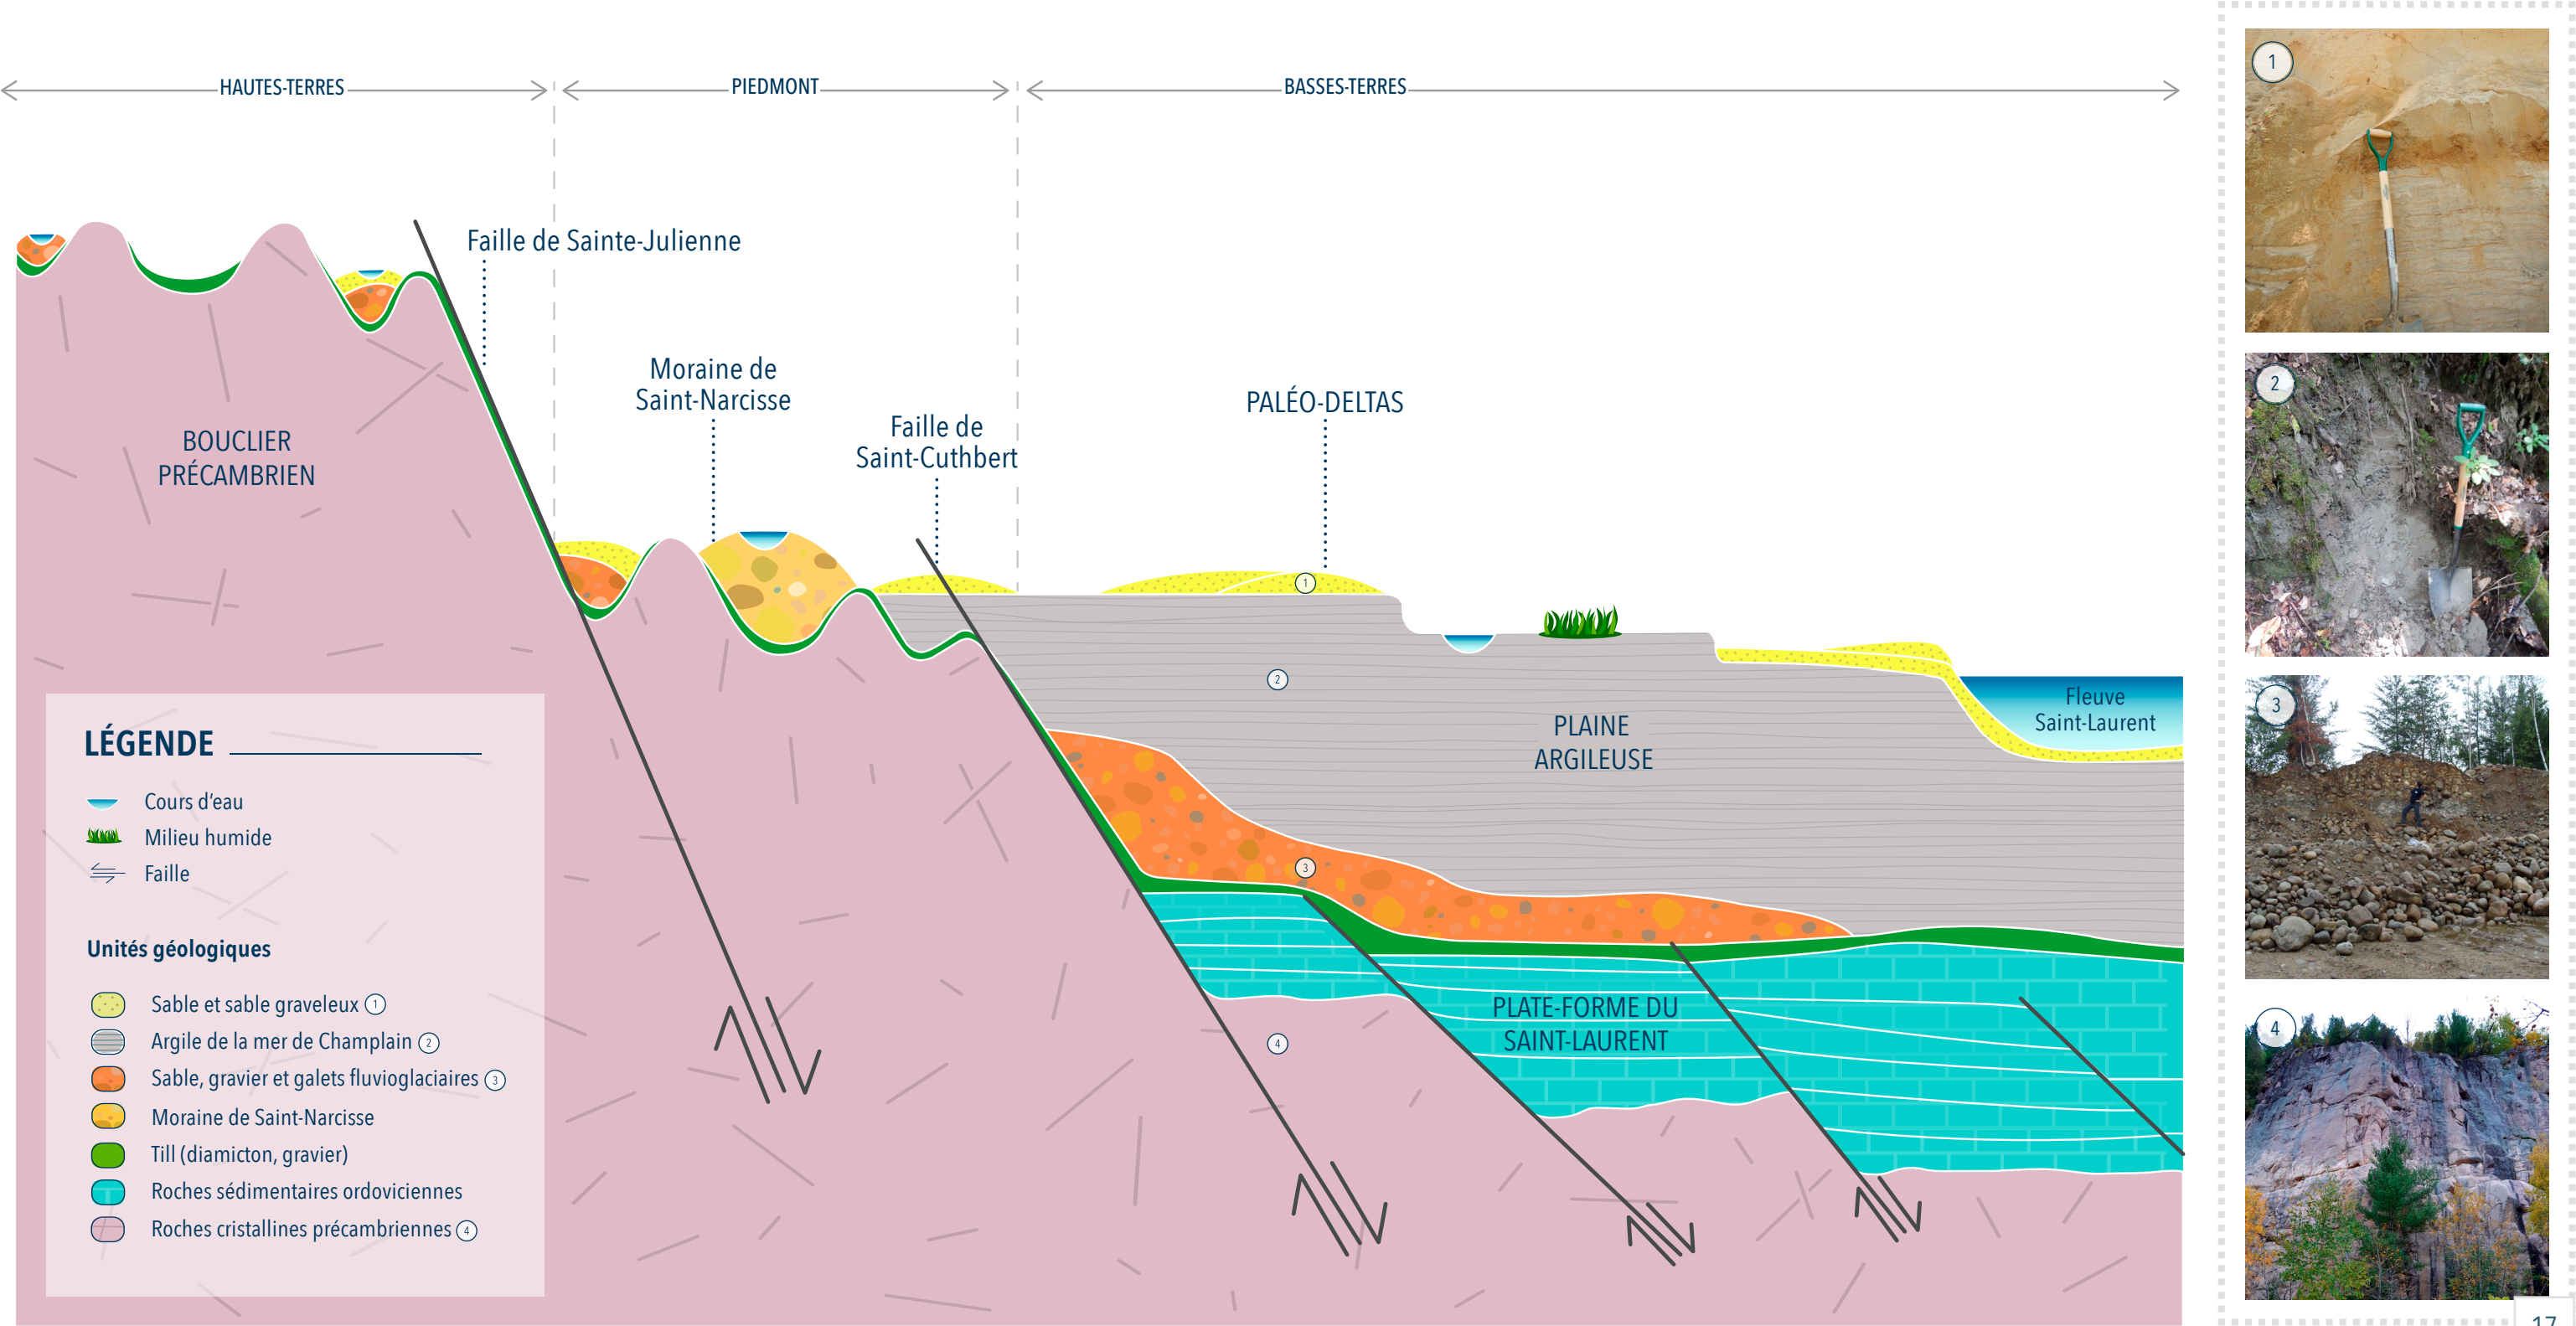 HAUTES-TERRES
PIEDMONT
BASSES-TERRES
Faille de Sainte-Julienne
Moraine de
Saint-Narcisse
Faille de
Saint-Cuthbert
PALÉO-DELTAS
BOUCLIER
PRÉCAMBRIEN
1
2
3
4
PLAINE
ARGILEUSE
Fleuve
Saint-Laurent
PLATE-FORME DU
SAINT-LAURENT
LÉGENDE
Cours d'eau
Milieu humide
Faille
Unités géologiques
Sable et sable graveleux 1
Argile de la mer de Champlain 2
Sable, gravier et galets fluvioglaciaires 3
Moraine de Saint-Narcisse
Till (diamicton, gravier)
Roches sédimentaires ordoviciennes
Roches cristallines précambriennes 4
1
2
3
4
17